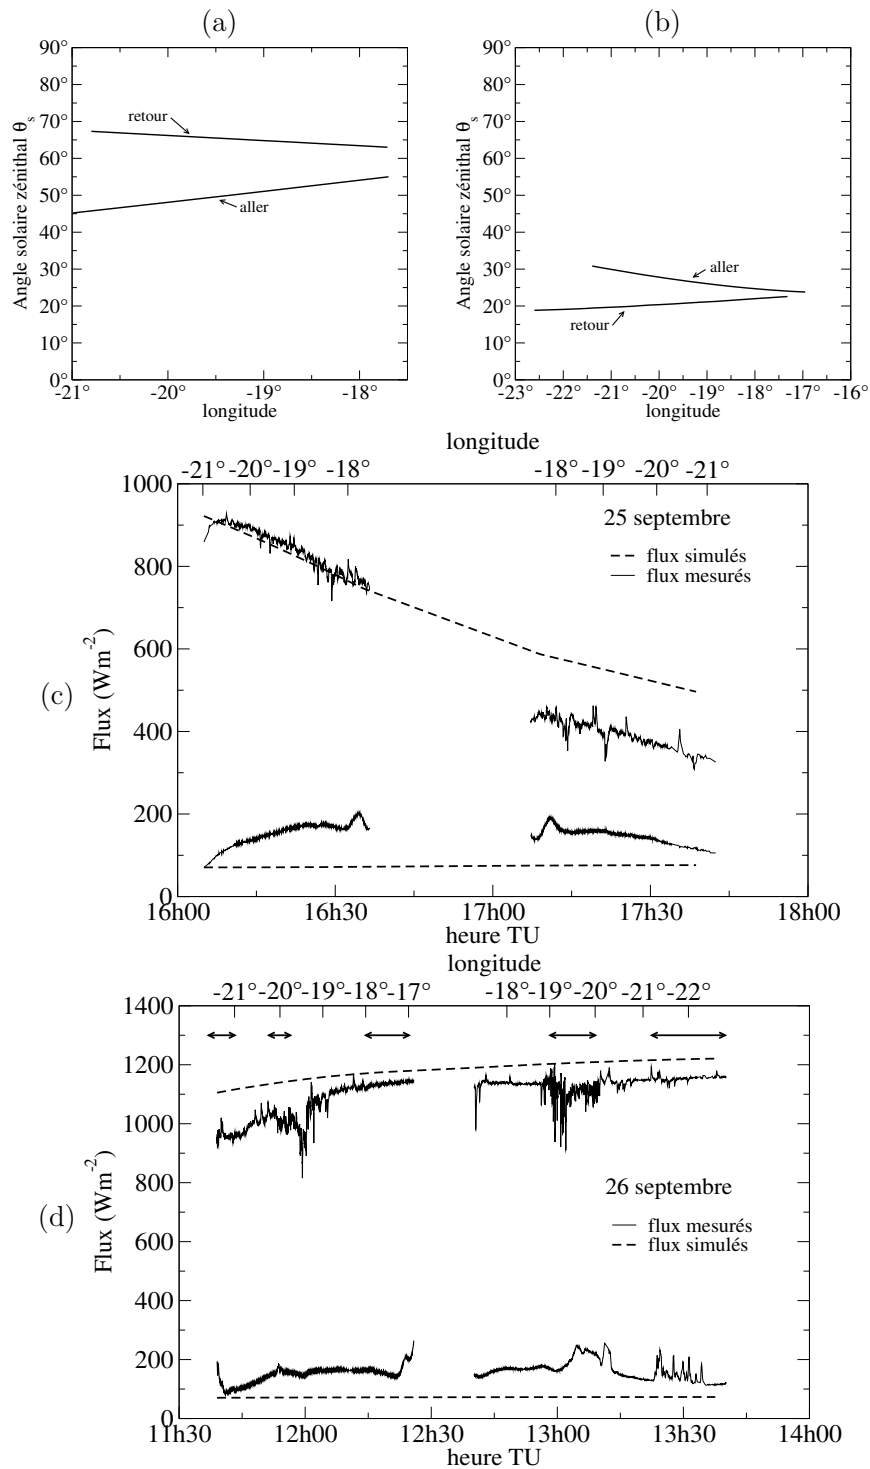 (a)
90°
80°
70°
60°
50°
40°
30°
20°
10°
0°
Angle solaire zénithal θs
retour
aller
-21° -20° -19° -18°
longitude
(b)
90°
80°
70°
60°
50°
40°
30°
20°
10°
0°
Angle solaire zénithal θs
aller
retour
-23° -22° -21° -20° -19° -18° -17° -16°
longitude
(c)
longitude
-21° -20° -19° -18° -18° -19° -20° -21°
1000
800
600
400
200
0
Flux (Wm-2)
25 septembre
flux simulés
flux mesurés
16h00 16h30 17h00 17h30 18h00
heure TU
(d)
longitude
-21° -20° -19° -18° -17° -18° -19° -20° -21° -22°
1400
1200
1000
800
600
400
200
0
Flux (Wm-2)
26 septembre
flux mesurés
flux simulés
11h30 12h00 12h30 13h00 13h30 14h00
heure TU